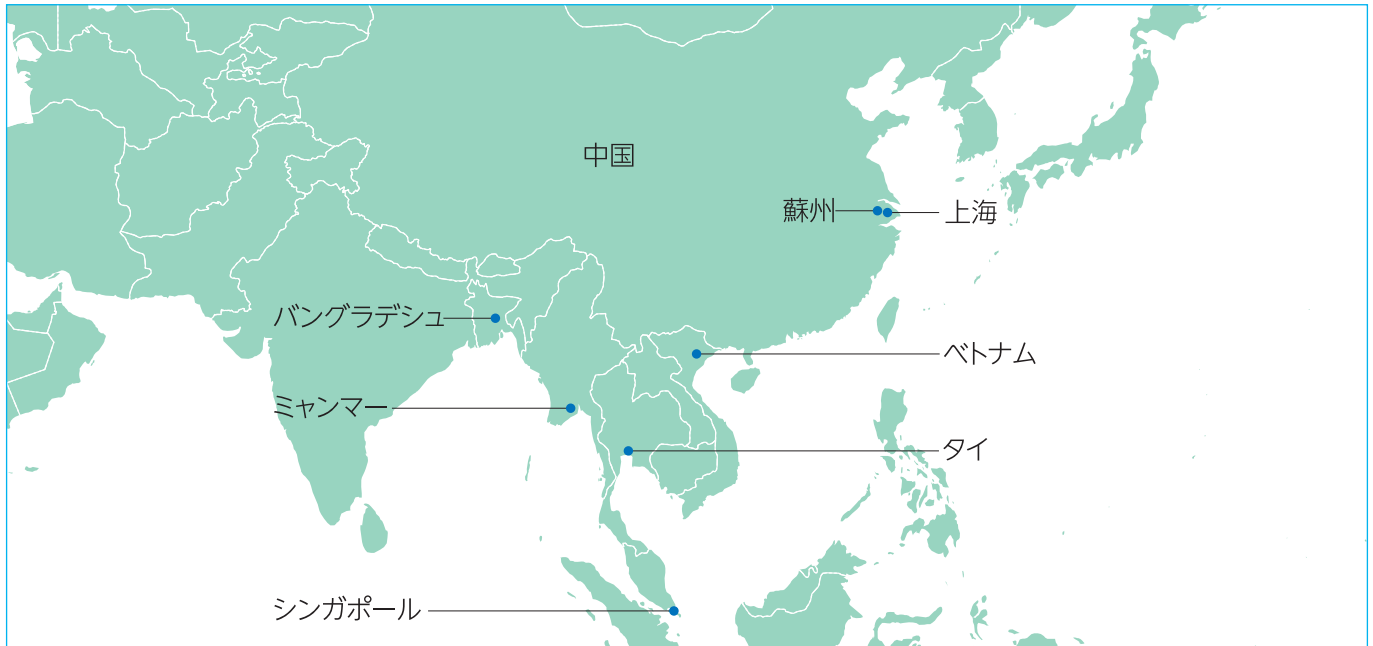 中国
蘇州
上海
バングラデシュ
ベトナム
ミャンマー
タイ
シンガポール